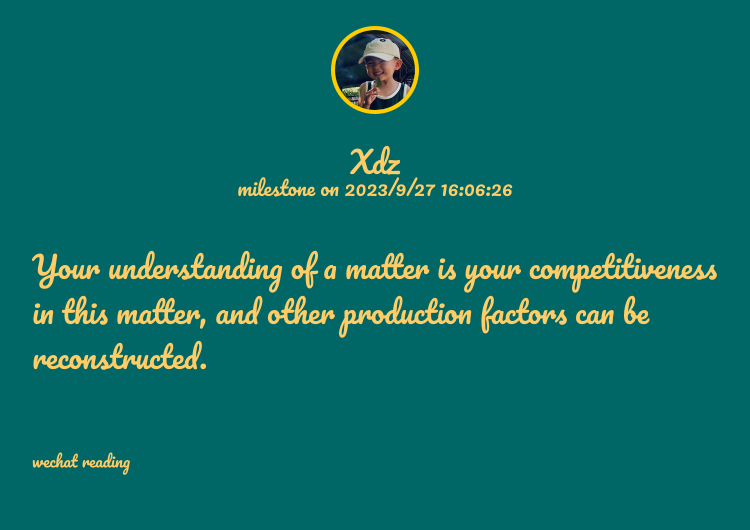 Xdz
milestone on 2023/9/27 16:06:26
Your understanding of a matter is your competitiveness
in this matter, and other production factors can be
reconstructed.
wechat reading